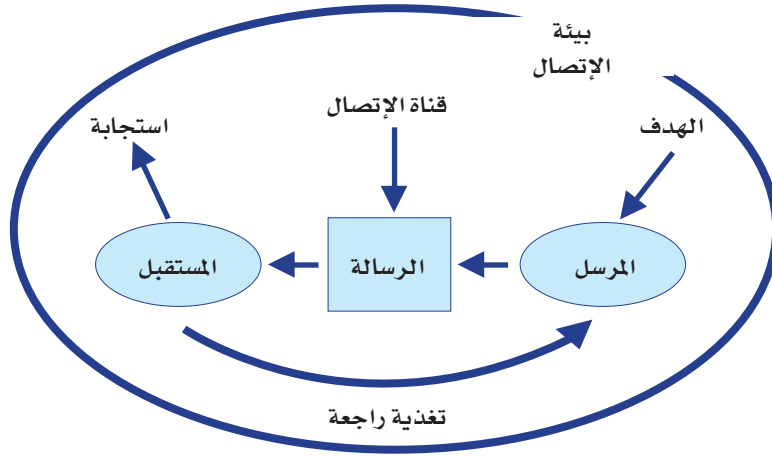 بيئة
الإتصال
الهدف
قناة الإتصال
استجابة
المرسل
الرسالة
المستقبل
تغذية راجعة